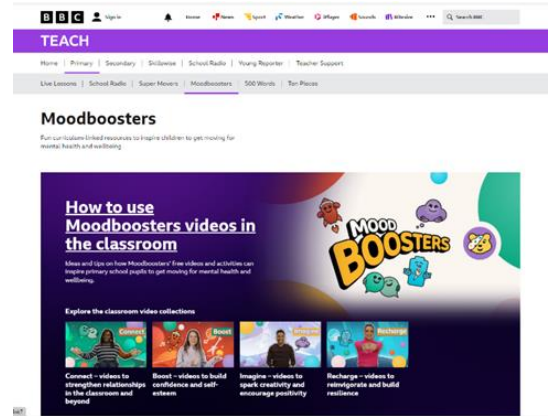 BBC Sign in Home News Sport Weather iPlayer Sounds Bitesize Search BBC
TEACH
Home | Primary | Secondary | Skillswise | School Radio | Young Reporter | Teacher Support
Live Lessons | School Radio | Super Movers | Moodboosters | 500 Words | Ten Pieces
Moodboosters
Fun curriculum-linked resources to inspire children to get moving for
mental health and wellbeing
How to use
Moodboosters videos in
the classroom
Ideas and tips on how Moodboosters' free videos and activities can
inspire primary school pupils to get moving for mental health and
wellbeing.
MOOD
BOOSTERS
Explore the classroom video collections
Connect
Boost
Imagine
Recharge
Connect – videos to
strengthen relationships
in the classroom and
beyond
Boost – videos to build
confidence and self-
esteem
Imagine – videos to
spark creativity and
encourage positivity
Recharge – videos to
reinvigorate and build
resilience